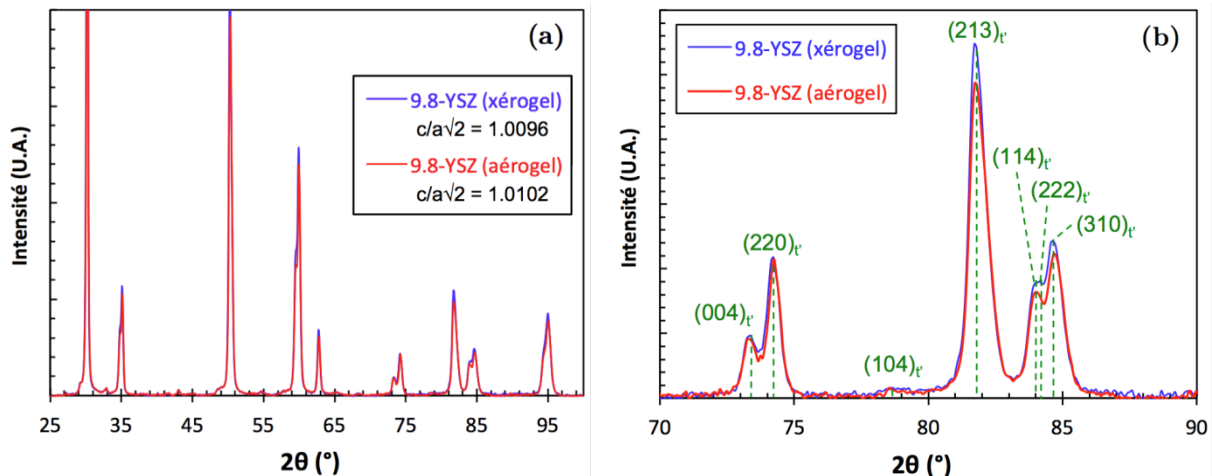 (a)
9.8-YSZ (xérogel)
c/a√2 = 1.0096
9.8-YSZ (aérogel)
c/a√2 = 1.0102
Intensité (U.A.)
25 35 45 55 65 75 85 95
2θ (°)
(b)
9.8-YSZ (xérogel)
9.8-YSZ (aérogel)
(213)t'
(114)t'
(222)t'
(310)t'
(220)t'
(004)t'
(104)t'
Intensité (U.A.)
70 75 80 85 90
2θ (°)